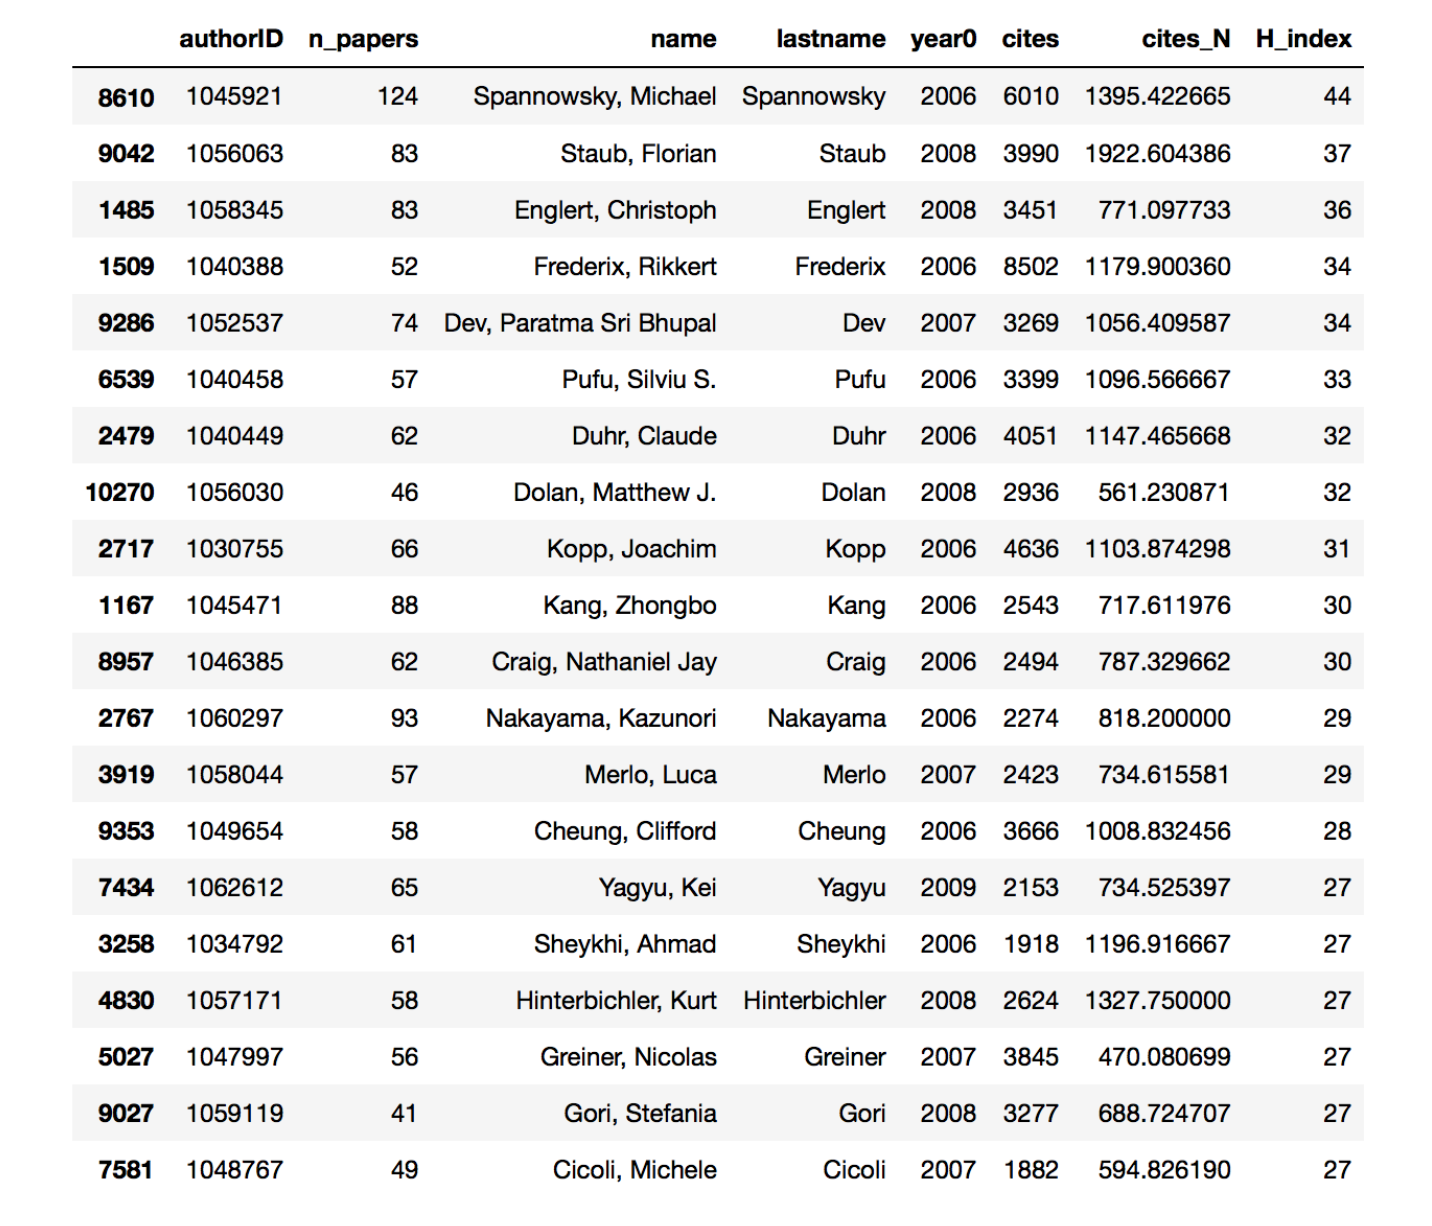 authorID n_papers name lastname year0 cites cites_N H_index
8610 1045921 124 Spannowsky, Michael Spannowsky 2006 6010 1395.422665 44
9042 1056063 83 Staub, Florian Staub 2008 3990 1922.604386 37
1485 1058345 83 Englert, Christoph Englert 2008 3451 771.097733 36
1509 1040388 52 Frederix, Rikkert Frederix 2006 8502 1179.900360 34
9286 1052537 74 Dev, Paratma Sri Bhupal Dev 2007 3269 1056.409587 34
6539 1040458 57 Pufu, Silviu S. Pufu 2006 3399 1096.566667 33
2479 1040449 62 Duhr, Claude Duhr 2006 4051 1147.465668 32
10270 1056030 46 Dolan, Matthew J. Dolan 2008 2936 561.230871 32
2717 1030755 66 Kopp, Joachim Kopp 2006 4636 1103.874298 31
1167 1045471 88 Kang, Zhongbo Kang 2006 2543 717.611976 30
8957 1046385 62 Craig, Nathaniel Jay Craig 2006 2494 787.329662 30
2767 1060297 93 Nakayama, Kazunori Nakayama 2006 2274 818.200000 29
3919 1058044 57 Merlo, Luca Merlo 2007 2423 734.615581 29
9353 1049654 58 Cheung, Clifford Cheung 2006 3666 1008.832456 28
7434 1062612 65 Yagyu, Kei Yagyu 2009 2153 734.525397 27
3258 1034792 61 Sheykhi, Ahmad Sheykhi 2006 1918 1196.916667 27
4830 1057171 58 Hinterbichler, Kurt Hinterbichler 2008 2624 1327.750000 27
5027 1047997 56 Greiner, Nicolas Greiner 2007 3845 470.080699 27
9027 1059119 41 Gori, Stefania Gori 2008 3277 688.724707 27
7581 1048767 49 Cicoli, Michele Cicoli 2007 1882 594.826190 27